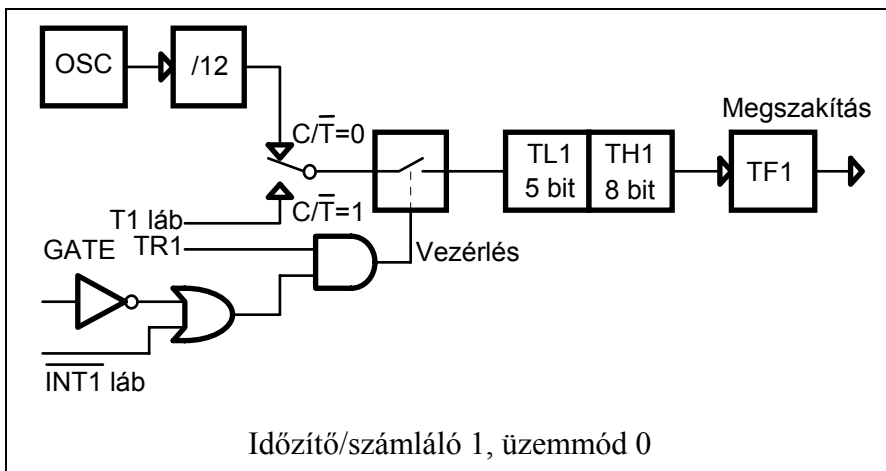 OSC
/12
C/T̅=0
Megszakítás
TL1
5 bit
TH1
8 bit
TF1
T1 láb
C/T̅=1
TR1
GATE
Vezérlés
I̅N̅T̅1̅ láb
Időzítő/számláló 1, üzemmód 0